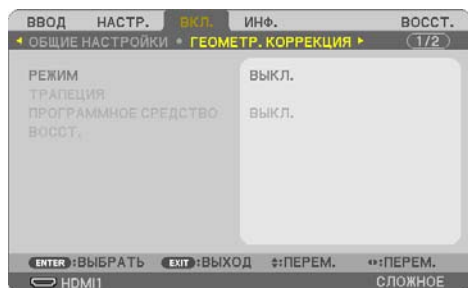 ВВОД НАСТР. ВКЛ. ИНФ. ВОССТ.
ОБЩИЕ НАСТРОЙКИ • ГЕОМЕТР. КОРРЕКЦИЯ (1/2)
РЕЖИМ ВЫКЛ.
ТРАПЕЦИЯ
ПРОГРАММНОЕ СРЕДСТВО ВЫКЛ.
ВОССТ.
ENTER :ВЫБРАТЬ EXIT :ВЫХОД :ПЕРЕМ. :ПЕРЕМ.
HDMI1 СЛОЖНОЕ